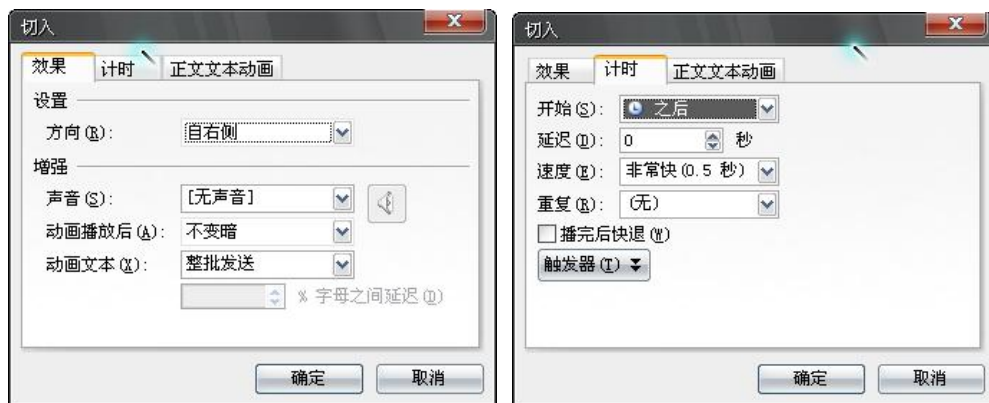 切入
效果 计时 正文文本动画
设置
方向(R): 自右侧
增强
声音(S): [无声音]
动画播放后(A): 不变暗
动画文本(X): 整批发送
% 字母之间延迟(D)
确定 取消
切入
效果 计时 正文文本动画
开始(S): 之后
延迟(D): 0 秒
速度(E): 非常快(0.5 秒)
重复(R): (无)
播完后快退(W)
触发器(T)
确定 取消